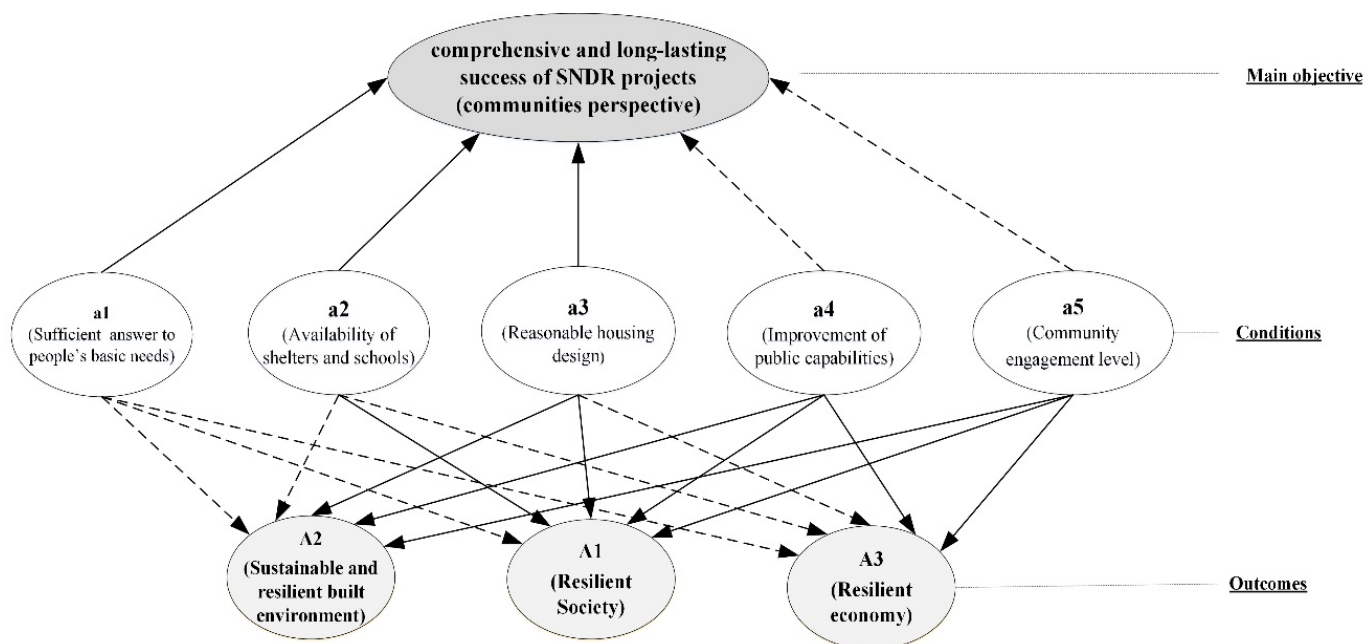 comprehensive and long-lasting
success of SNDR projects
(communities perspective)
Main objective
a1
(Sufficient answer to
people's basic needs)
a2
(Availability of
shelters and schools)
a3
(Reasonable housing
design)
a4
(Improvement of
public capabilities)
a5
(Community
engagement level)
Conditions
A2
(Sustainable and
resilient built
environment)
A1
(Resilient
Society)
A3
(Resilient
economy)
Outcomes